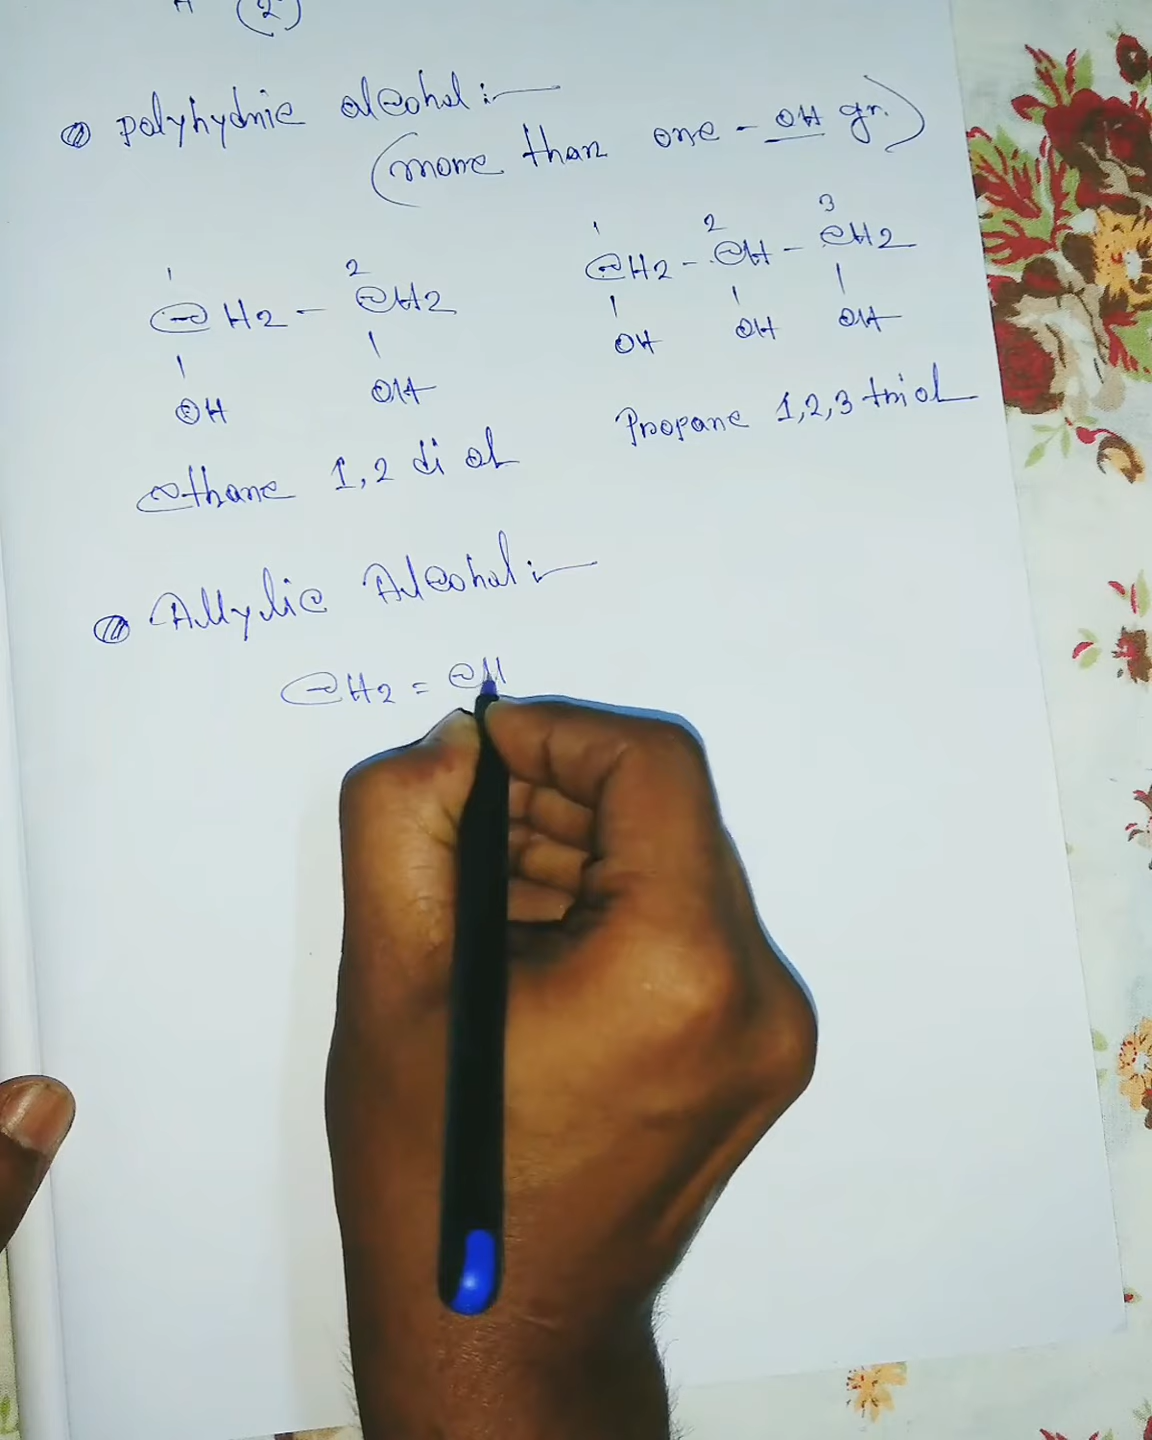 (2)
polyhydric alcohol :-
(more than one - OH gr.)
1 2
CH2 - CH2
| |
OH OH
ethane 1,2 di ol
1 2 3
CH2 - CH - CH2
| | |
OH OH OH
Propane 1,2,3 triol
Allylic Alcohol :-
CH2 = CH